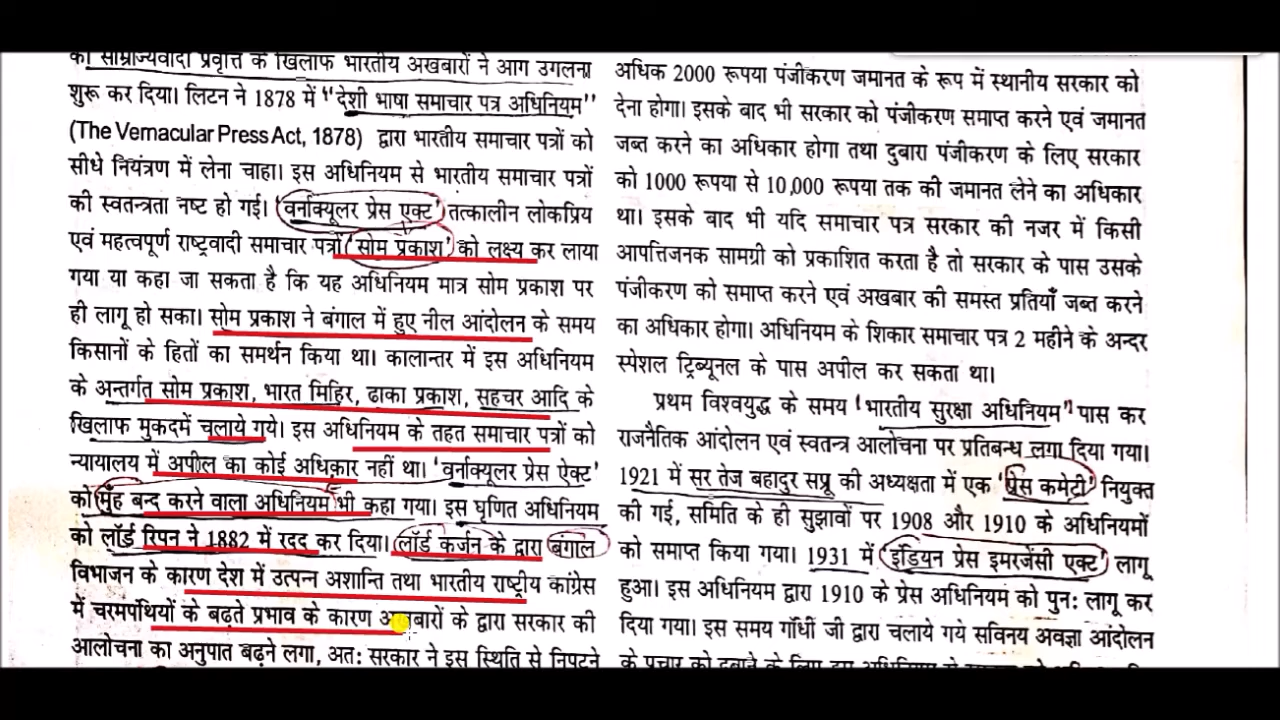 की साम्राज्यवादी प्रवृत्ति के खिलाफ भारतीय अखबारों ने आग उगलना
शुरू कर दिया। लिटन ने 1878 में "देशी भाषा समाचार पत्र अधिनियम"
(The Vernacular Press Act, 1878) द्वारा भारतीय समाचार पत्रों को
सीधे नियंत्रण में लेना चाहा। इस अधिनियम से भारतीय समाचार पत्रों
की स्वतन्त्रता नष्ट हो गई। 'वर्नाक्यूलर प्रेस एक्ट' तत्कालीन लोकप्रिय
एवं महत्वपूर्ण राष्ट्रवादी समाचार पत्रों 'सोम प्रकाश' को लक्ष्य कर लाया
गया या कहा जा सकता है कि यह अधिनियम मात्र सोम प्रकाश पर
ही लागू हो सका। सोम प्रकाश ने बंगाल में हुए नील आंदोलन के समय
किसानों के हितों का समर्थन किया था। कालान्तर में इस अधिनियम
के अन्तर्गत सोम प्रकाश, भारत मिहिर, ढाका प्रकाश, सहचर आदि के
खिलाफ मुकदमें चलाये गये। इस अधिनियम के तहत समाचार पत्रों को
न्यायालय में अपील का कोई अधिकार नहीं था। 'वर्नाक्यूलर प्रेस ऐक्ट'
को मुँह बन्द करने वाला अधिनियम भी कहा गया। इस घृणित अधिनियम
को लॉर्ड रिपन ने 1882 में रदद कर दिया। लॉर्ड कर्जन के द्वारा बंगाल
विभाजन के कारण देश में उत्पन्न अशान्ति तथा भारतीय राष्ट्रीय कांग्रेस
में चरमपंथियों के बढ़ते प्रभाव के कारण अखबारों के द्वारा सरकार की
आलोचना का अनुपात बढ़ने लगा, अत: सरकार ने इस स्थिति से निपटने
अधिक 2000 रूपया पंजीकरण जमानत के रूप में स्थानीय सरकार को
देना होगा। इसके बाद भी सरकार को पंजीकरण समाप्त करने एवं जमानत
जब्त करने का अधिकार होगा तथा दुबारा पंजीकरण के लिए सरकार
को 1000 रूपया से 10,000 रूपया तक की जमानत लेने का अधिकार
था। इसके बाद भी यदि समाचार पत्र सरकार की नजर में किसी
आपत्तिजनक सामग्री को प्रकाशित करता है तो सरकार के पास उसके
पंजीकरण को समाप्त करने एवं अखबार की समस्त प्रतियाँ जब्त करने
का अधिकार होगा। अधिनियम के शिकार समाचार पत्र 2 महीने के अन्दर
स्पेशल ट्रिब्यूनल के पास अपील कर सकता था।
प्रथम विश्वयुद्ध के समय 'भारतीय सुरक्षा अधिनियम" पास कर
राजनैतिक आंदोलन एवं स्वतन्त्र आलोचना पर प्रतिबन्ध लगा दिया गया।
1921 में सर तेज बहादुर सप्रू की अध्यक्षता में एक 'प्रेस कमेटी' नियुक्त
की गई, समिति के ही सुझावों पर 1908 और 1910 के अधिनियमों
को समाप्त किया गया। 1931 में 'इंडियन प्रेस इमरजेंसी एक्ट' लागू
हुआ। इस अधिनियम द्वारा 1910 के प्रेस अधिनियम को पुन: लागू कर
दिया गया। इस समय गाँधी जी द्वारा चलाये गये सविनय अवज्ञा आंदोलन
के प्रचार को दबाने के लिए इस अधिनियम